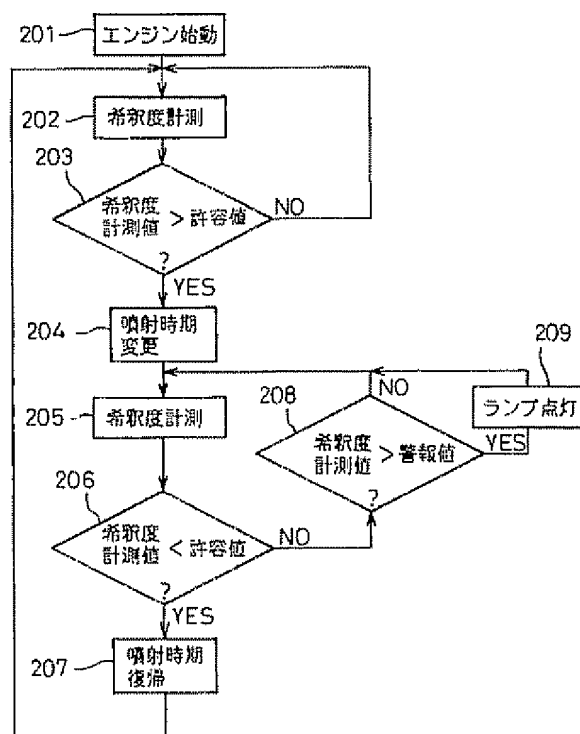 201
エンジン始動
202
希釈度計測
203
希釈度
計測値 > 許容値
?
NO
YES
204
噴射時期
変更
205
希釈度計測
206
希釈度
計測値 < 許容値
?
NO
YES
207
噴射時期
復帰
208
希釈度
計測値 > 警報値
?
NO
YES
209
ランプ点灯